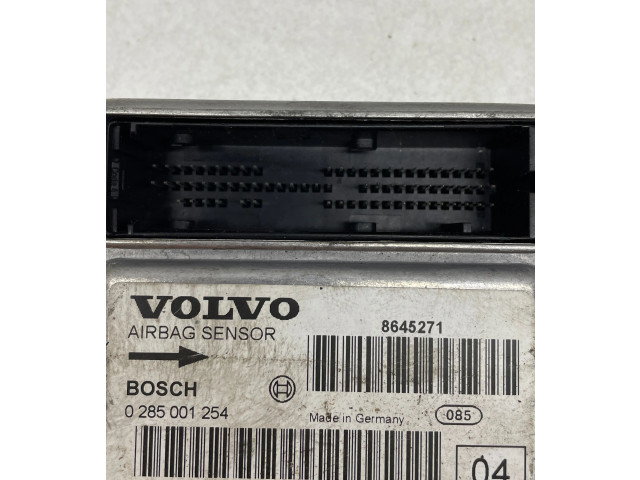 VOLVO
AIRBAG SENSOR
8645271
BOSCH
0 285 001 254
Made in Germany
085
04